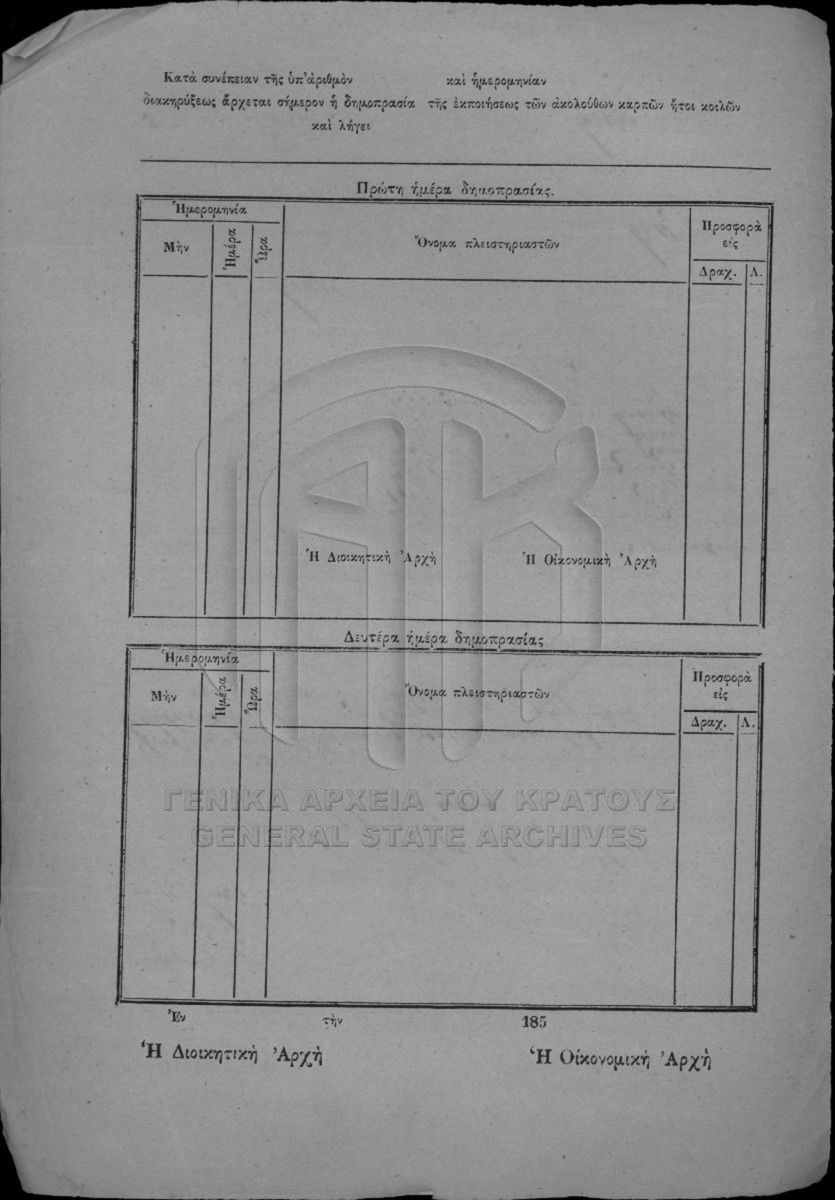 Κατὰ συνέπειαν τῆς ὑπ’ἀριθμὸν καὶ ἡμερομηνίαν
διακηρύξεως ἄρχεται σήμερον ἡ δημοπρασία τῆς ἐκποιήσεως τῶν ἀκολούθων καρπῶν ἤτοι κοιλῶν
καὶ λήγει
Πρώτη ἡμέρα δημοπρασίας.
Ἡμερομηνία
Μὴν
Ἡμέρα
Ὥρα
Ὄνομα πλειστηριαστῶν
Προσφορὰ
εἰς
Δραχ.
Λ.
Ἡ Διοικητικὴ Ἀρχὴ
Ἡ Οἰκονομικὴ Ἀρχὴ
Δευτέρα ἡμέρα δημοπρασίας
Ἡμερομηνία
Μὴν
Ἡμέρα
Ὥρα
Ὄνομα πλειστηριαστῶν
Προσφορὰ
εἰς
Δραχ.
Λ.
ΓΕΝΙΚΑ ΑΡΧΕΙΑ ΤΟΥ ΚΡΑΤΟΥΣ
GENERAL STATE ARCHIVES
Ἐν τὴν 185
Ἡ Διοικητικὴ Ἀρχὴ
Ἡ Οἰκονομικὴ Ἀρχὴ